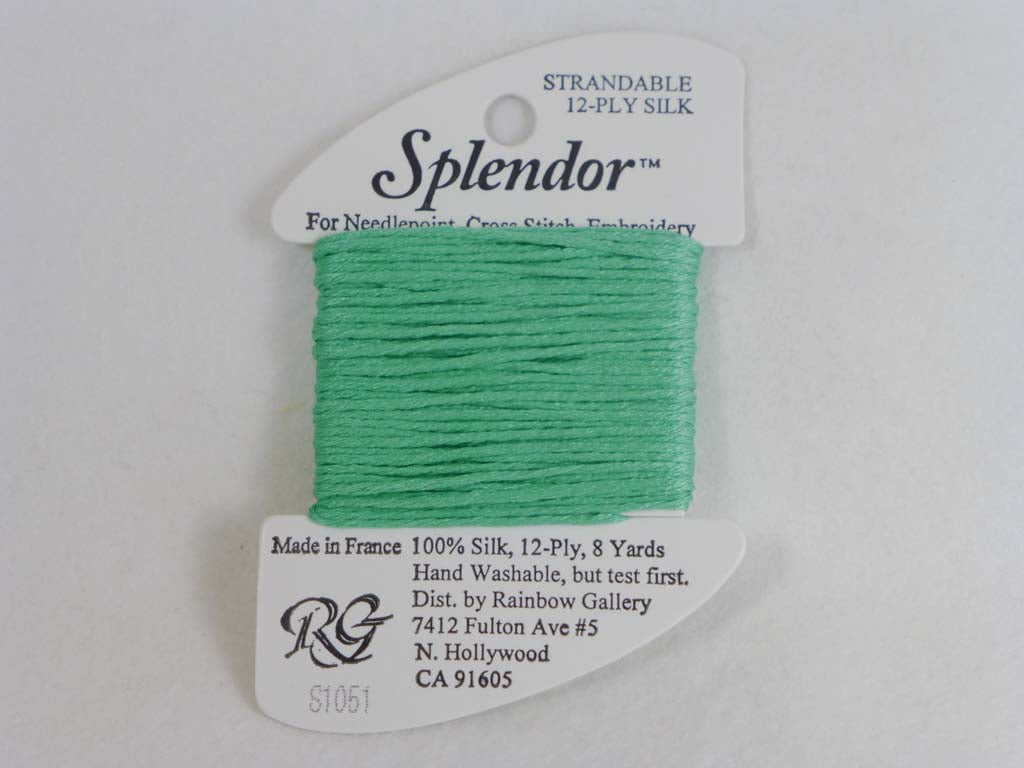 STRANDABLE
12-PLY SILK
Splendor™
For Needlepoint, Cross Stitch, Embroidery
Made in France 100% Silk, 12-Ply, 8 Yards
Hand Washable, but test first.
Dist. by Rainbow Gallery
7412 Fulton Ave #5
N. Hollywood
CA 91605
RG
S1051